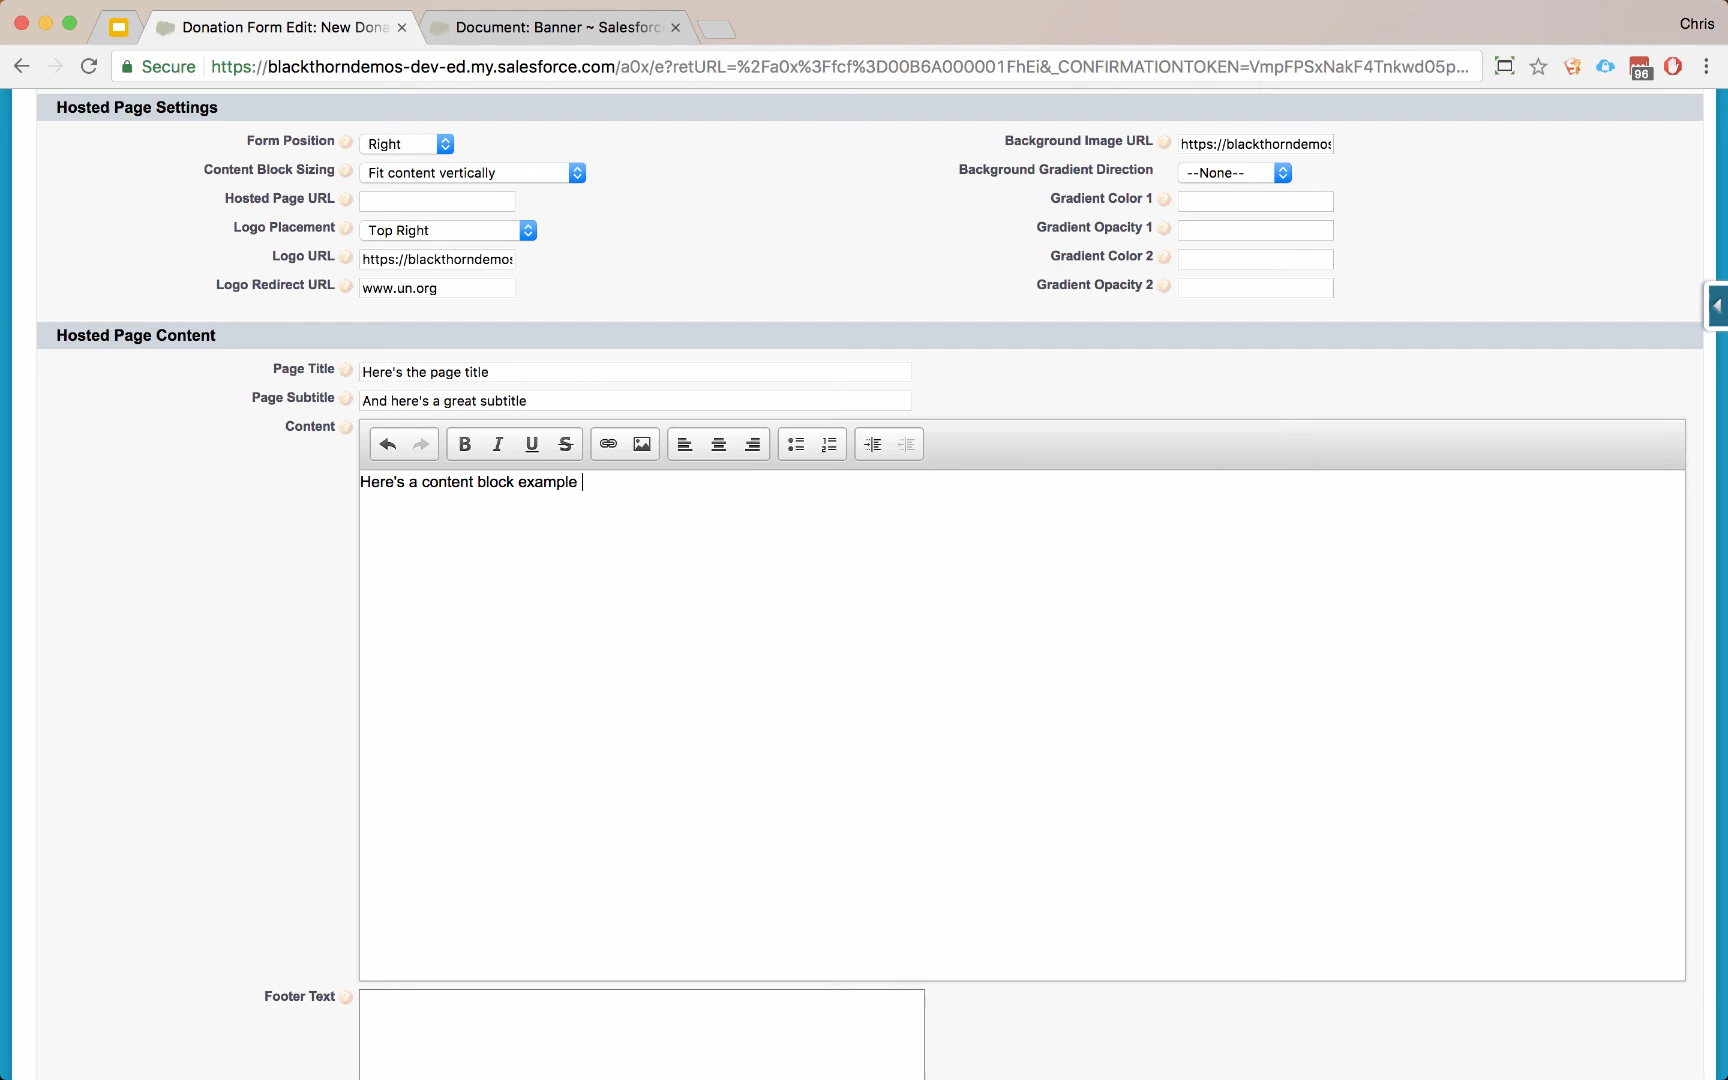 Donation Form Edit: New Dona
Document: Banner ~ Salesforc
Chris
Secure
https://blackthorndemos-dev-ed.my.salesforce.com/a0x/e?retURL=%2Fa0x%3Ffcf%3D00B6A000001FhEi&_CONFIRMATIONTOKEN=VmpFPSxNakF4Tnkwd05p...
96
Hosted Page Settings
Form Position Right
Background Image URL https://blackthorndemos
Content Block Sizing Fit content vertically
Background Gradient Direction --None--
Hosted Page URL
Gradient Color 1
Logo Placement Top Right
Gradient Opacity 1
Logo URL https://blackthorndemos
Gradient Color 2
Logo Redirect URL www.un.org
Gradient Opacity 2
Hosted Page Content
Page Title Here's the page title
Page Subtitle And here's a great subtitle
Content
B I U S
Here's a content block example
Footer Text